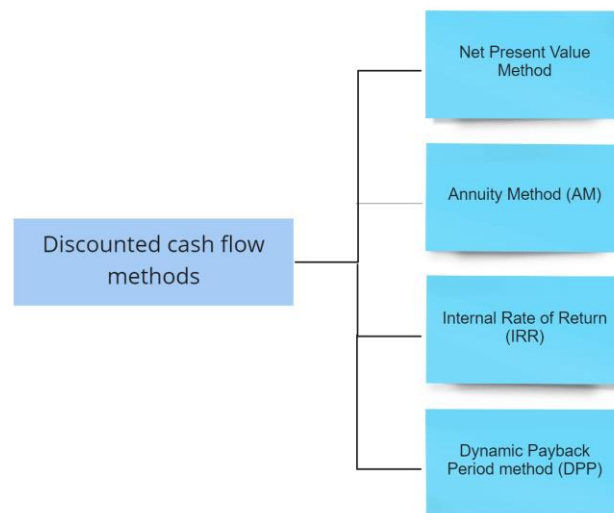 Net Present Value
Method
Annuity Method (AM)
Discounted cash flow
methods
Internal Rate of Return
(IRR)
Dynamic Payback
Period method (DPP)